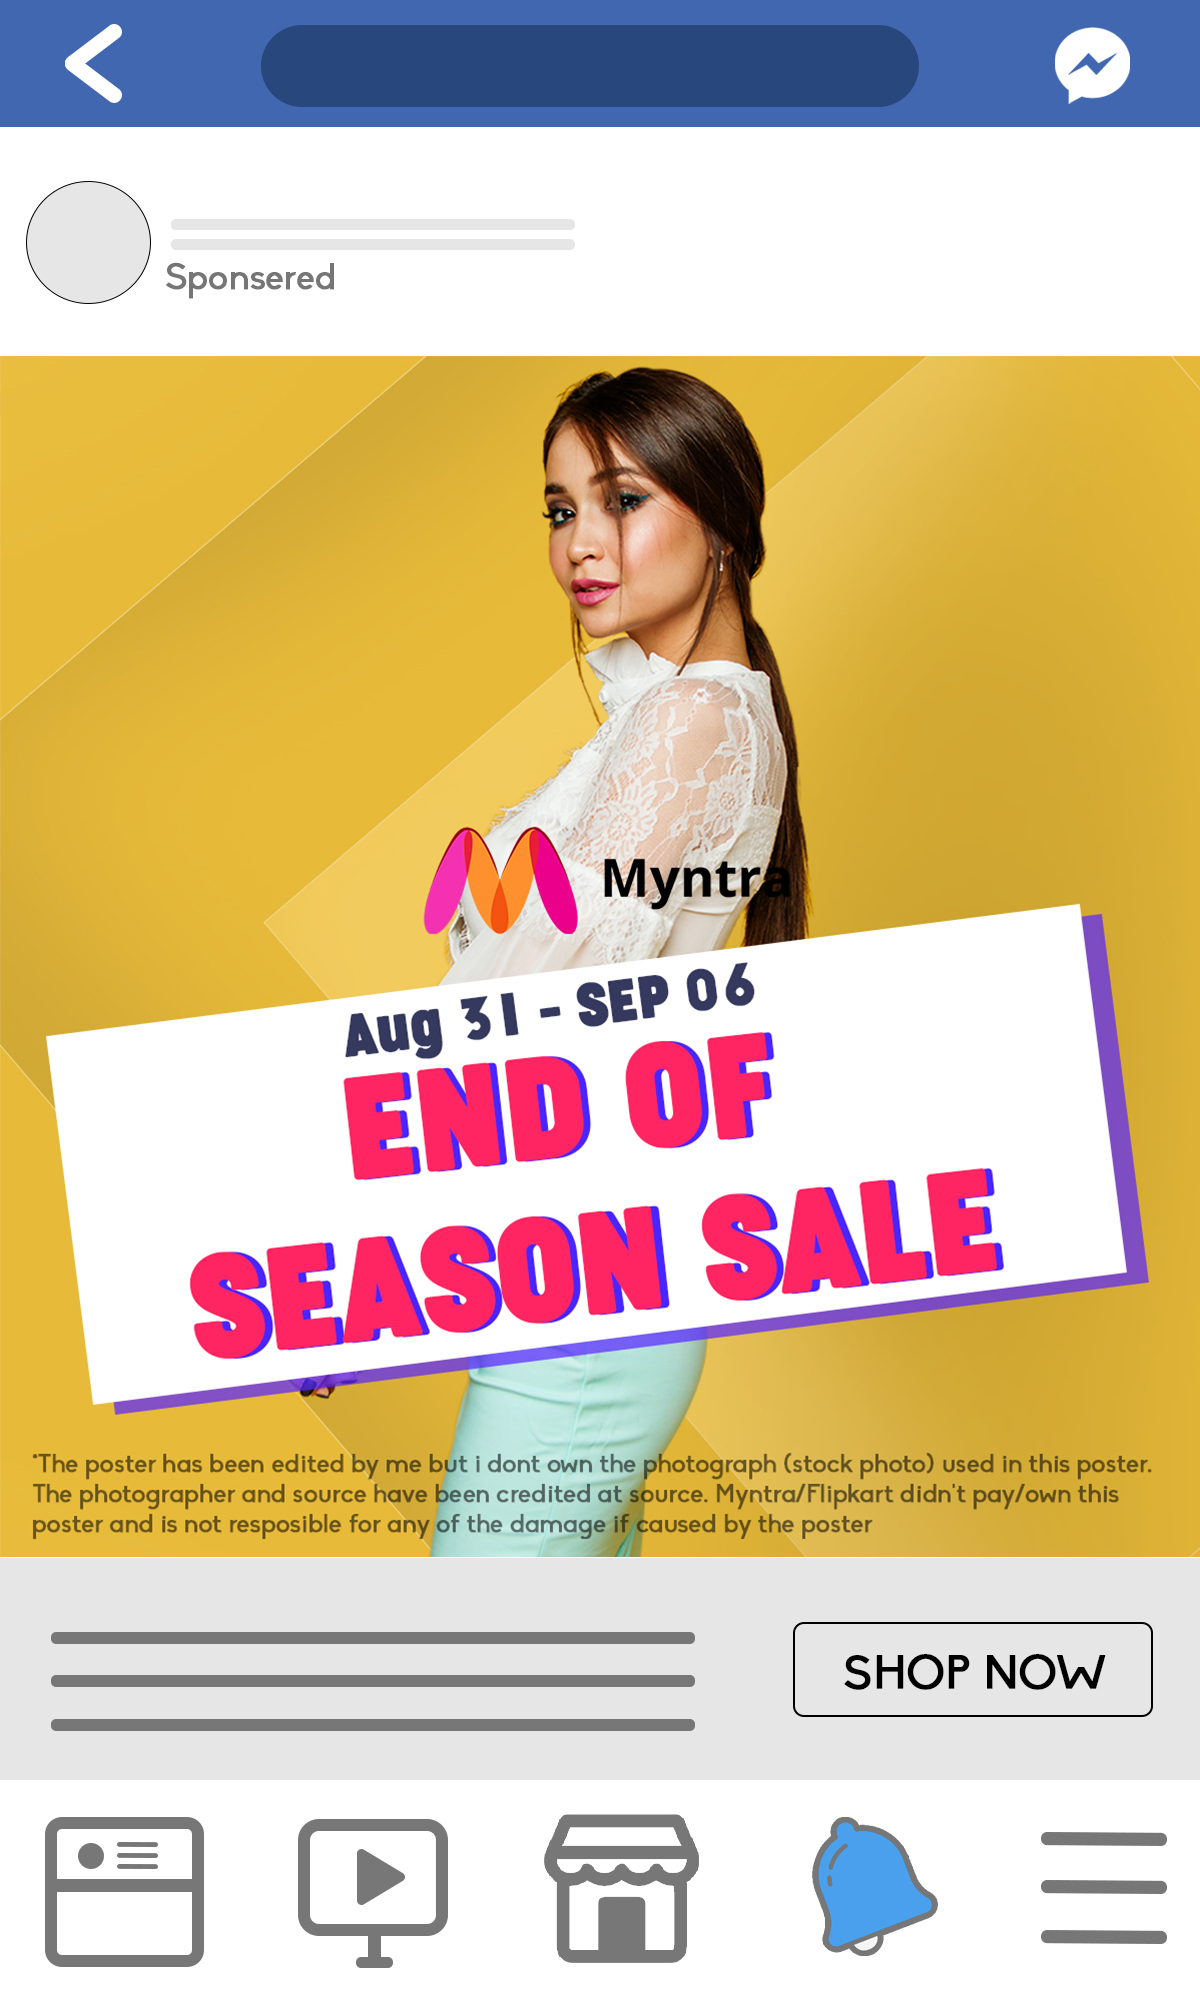 Sponsered
Myntra
Aug 31 - SEP 06
END OF
SEASON SALE
*The poster has been edited by me but i dont own the photograph (stock photo) used in this poster.
The photographer and source have been credited at source. Myntra/Flipkart didn't pay/own this
poster and is not resposible for any of the damage if caused by the poster
SHOP NOW